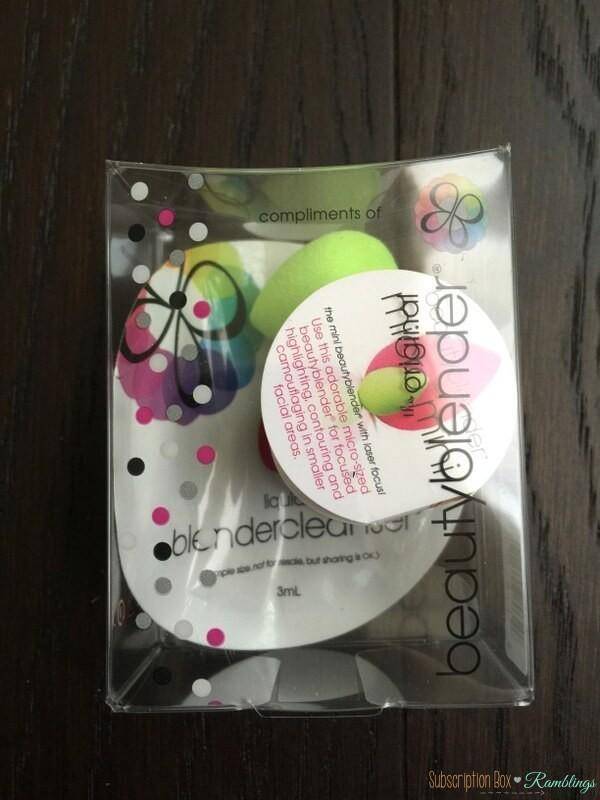 compliments of
the original
beautyblender®
the mini beautyblender® with laser focus!
Use this adorable micro-sized
beautyblender® for focused
highlighting, contouring and
camouflaging in smaller
facial areas.
liquid
blendercleanser
not for resale, but sharing is OK.)
3mL
Subscription Box ♥ Ramblings